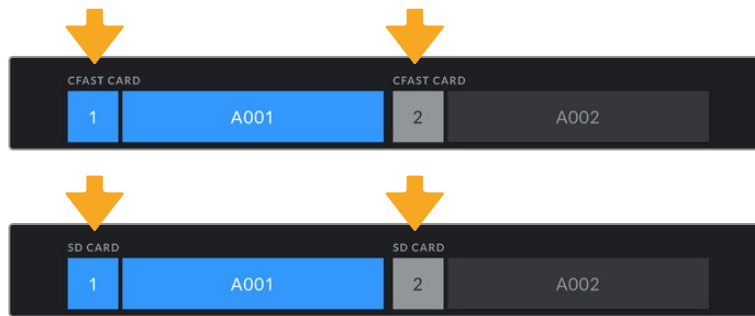 CFAST CARD CFAST CARD
1 A001 2 A002
SD CARD SD CARD
1 A001 2 A002